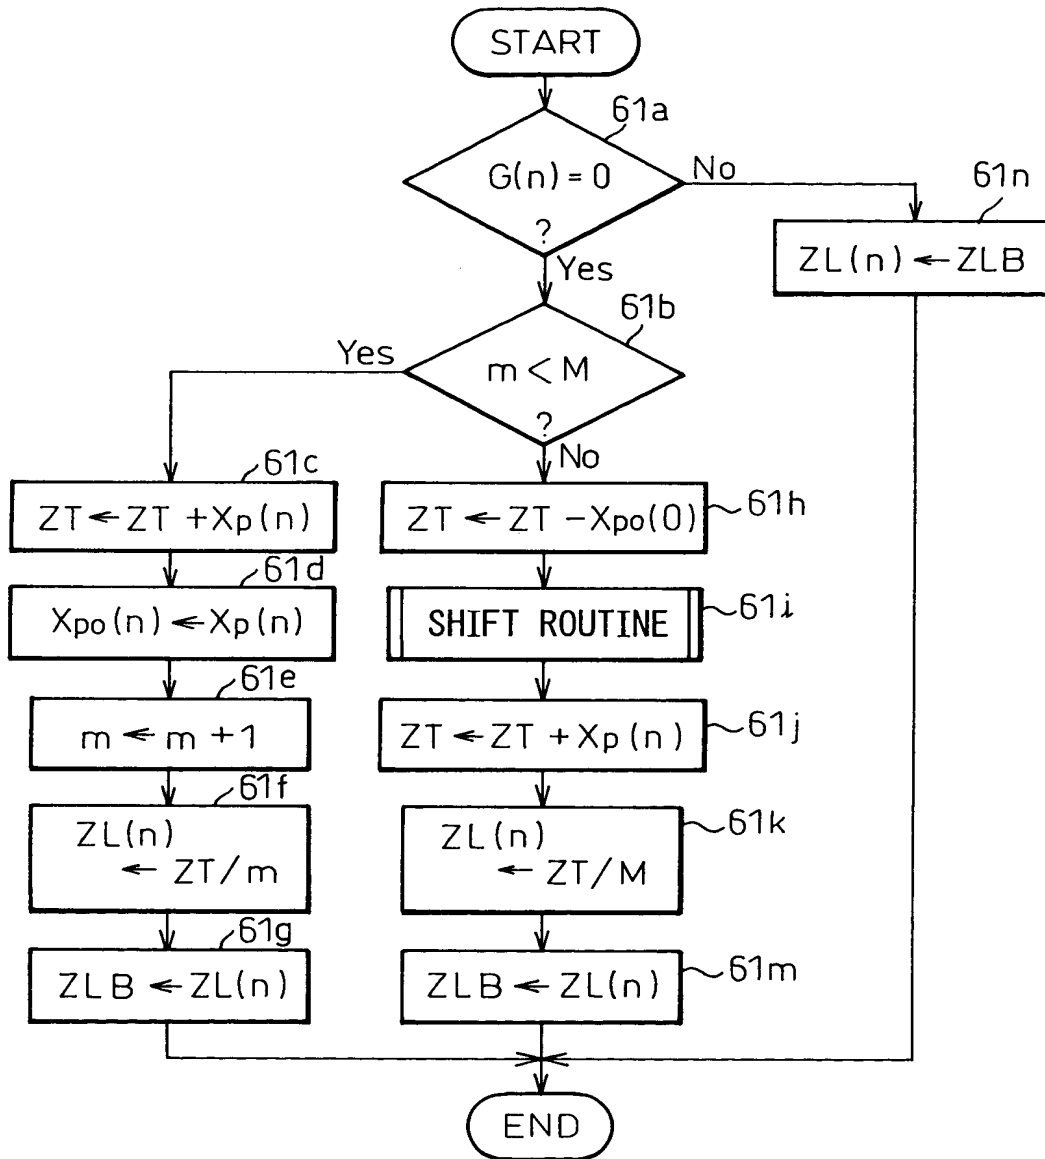 START
61a
G(n) = 0
?
No
Yes
61n
ZL(n) ← ZLB
61b
m < M
?
Yes
No
61c
ZT ← ZT + Xp(n)
61d
Xpo(n) ← Xp(n)
61e
m ← m + 1
61f
ZL(n)
← ZT/m
61g
ZLB ← ZL(n)
61h
ZT ← ZT - Xpo(0)
61i
SHIFT ROUTINE
61j
ZT ← ZT + Xp(n)
61k
ZL(n)
← ZT/M
61m
ZLB ← ZL(n)
END